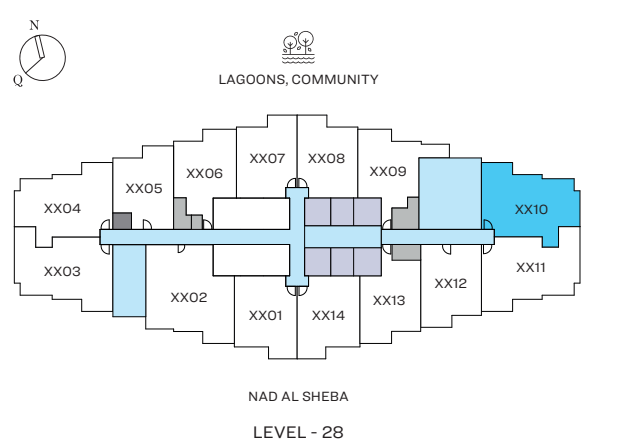 N
Q
LAGOONS, COMMUNITY
XX07
XX08
XX06
XX09
XX05
XX04
XX10
XX03
XX11
XX02
XX12
XX01
XX14
XX13
NAD AL SHEBA
LEVEL - 28